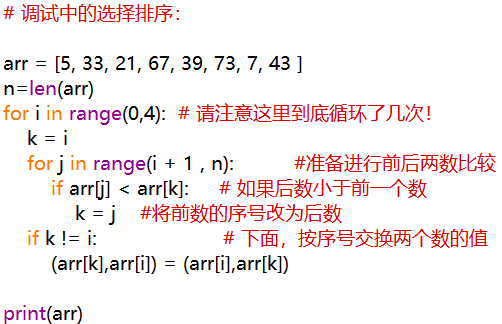 # 调试中的选择排序：
arr = [5, 33, 21, 67, 39, 73, 7, 43 ]
n=len(arr)
for i in range(0,4):  # 请注意这里到底循环了几次！
    k = i
    for j in range(i + 1 , n):          #准备进行前后两数比较
        if arr[j] < arr[k]:     # 如果后数小于前一个数
            k = j    #将前数的序号改为后数
    if k != i:                     # 下面，按序号交换两个数的值
        (arr[k],arr[i]) = (arr[i],arr[k])
print(arr)